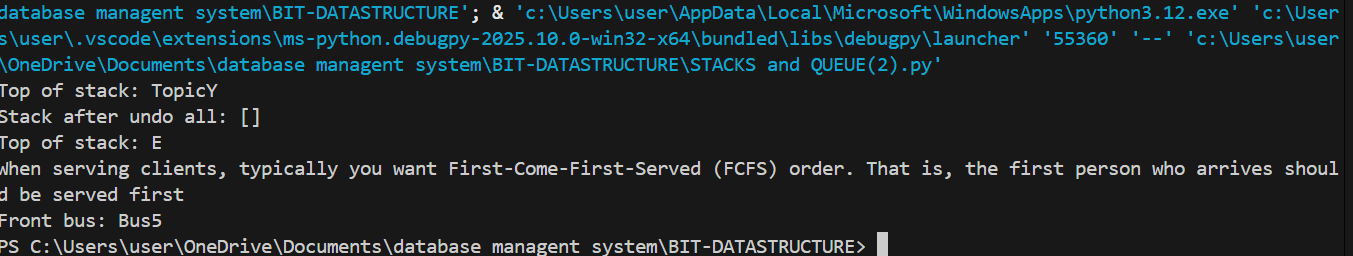 database managent system\BIT-DATASTRUCTURE'; & 'c:\Users\user\AppData\Local\Microsoft\WindowsApps\python3.12.exe' 'c:\User
s\user\.vscode\extensions\ms-python.debugpy-2025.10.0-win32-x64\bundled\libs\debugpy\launcher' '55360' '--' 'c:\Users\user
\OneDrive\Documents\database managent system\BIT-DATASTRUCTURE\STACKS and QUEUE(2).py'
Top of stack: TopicY
Stack after undo all: []
Top of stack: E
When serving clients, typically you want First-Come-First-Served (FCFS) order. That is, the first person who arrives shoul
d be served first
Front bus: Bus5
PS C:\Users\user\OneDrive\Documents\database managent system\BIT-DATASTRUCTURE>